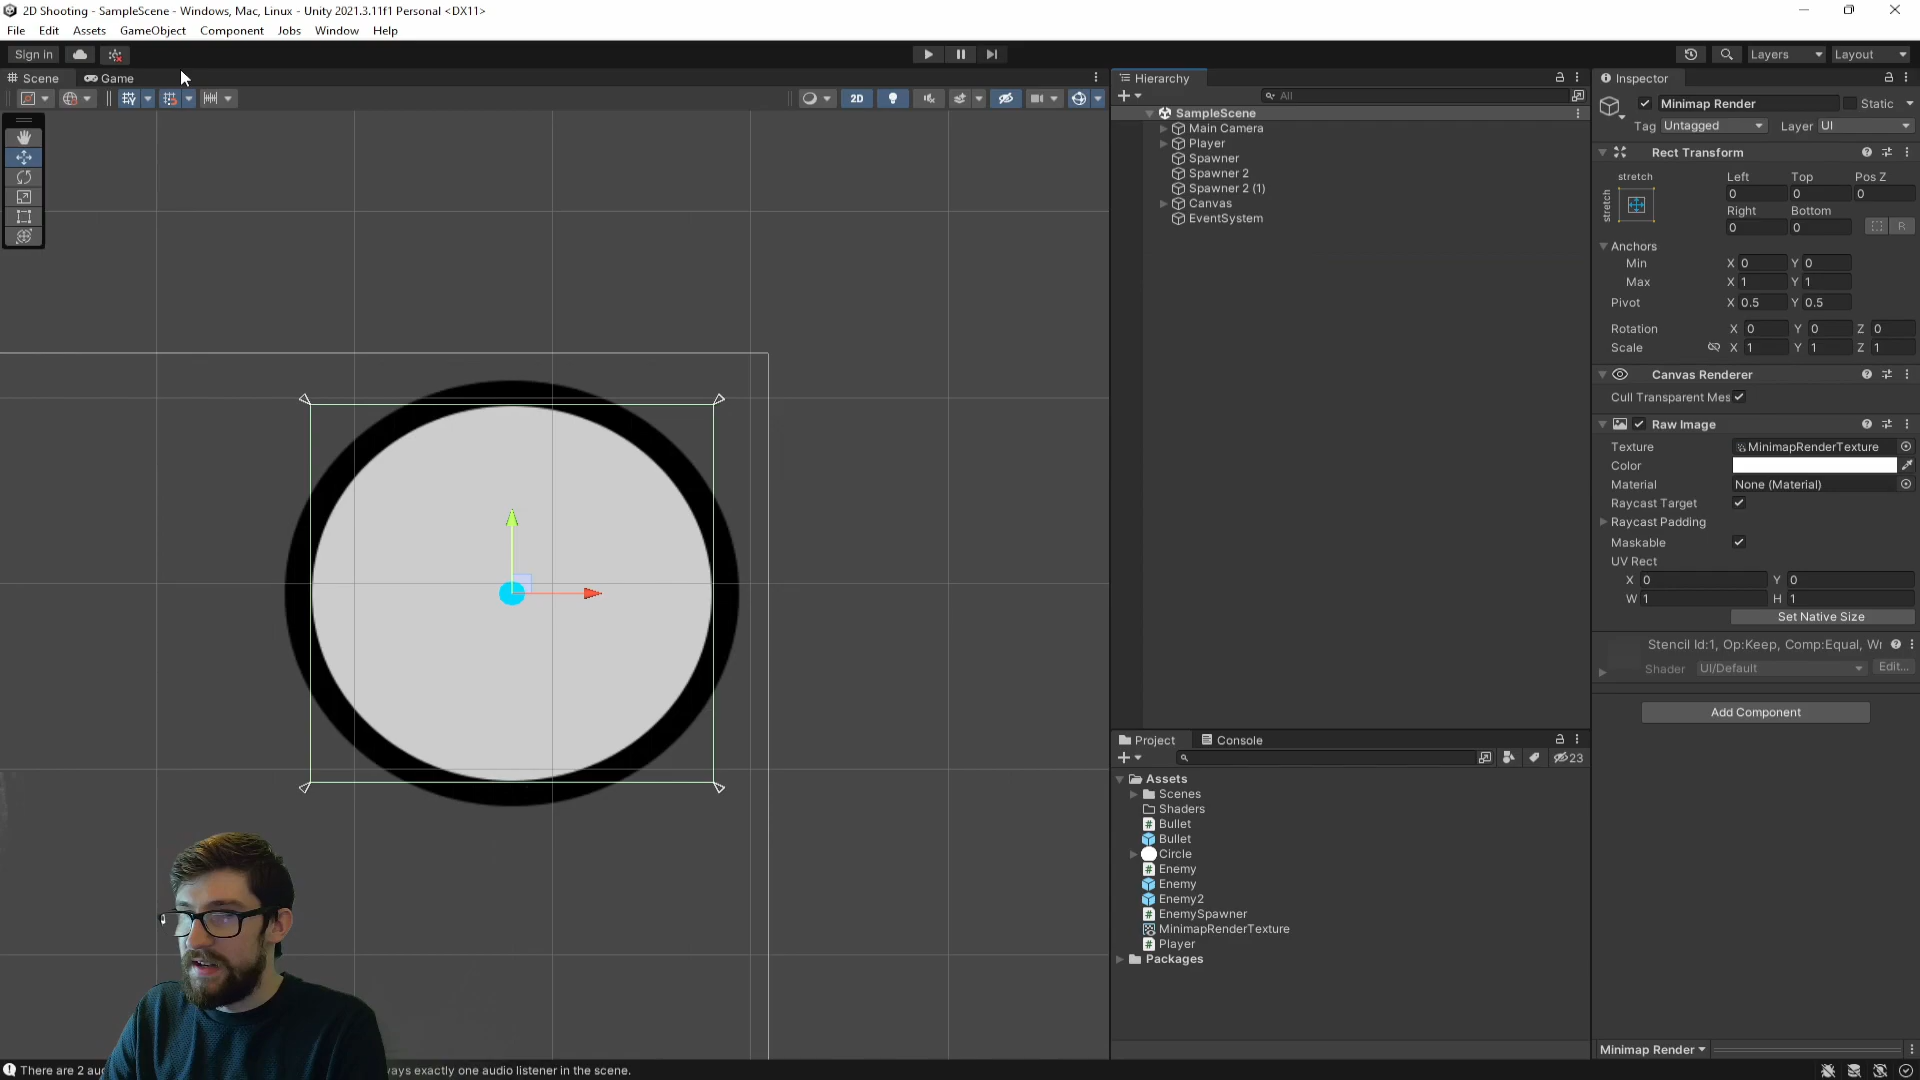 2D Shooting - SampleScene - Windows, Mac, Linux - Unity 2021.3.11f1 Personal <DX11>
File Edit Assets GameObject Component Jobs Window Help
Sign in
Layers Layout
Scene Game
2D
Hierarchy
All
SampleScene
Main Camera
Player
Spawner
Spawner 2
Spawner 2 (1)
Canvas
EventSystem
Inspector
Minimap Render Static
Tag Untagged Layer UI
Rect Transform
stretch Left Top Pos Z
stretch
0 0 0
Right Bottom
0 0 R
Anchors
Min X 0 Y 0
Max X 1 Y 1
Pivot X 0.5 Y 0.5
Rotation X 0 Y 0 Z 0
Scale X 1 Y 1 Z 1
Canvas Renderer
Cull Transparent Mes
Raw Image
Texture MinimapRenderTexture
Color
Material None (Material)
Raycast Target
Raycast Padding
Maskable
UV Rect
X 0 Y 0
W 1 H 1
Set Native Size
Stencil Id:1, Op:Keep, Comp:Equal, Wr
Shader UI/Default Edit...
Add Component
Minimap Render
Project Console
23
Assets
Scenes
Shaders
Bullet
Bullet
Circle
Enemy
Enemy
Enemy2
EnemySpawner
MinimapRenderTexture
Player
Packages
There are 2 aud ways exactly one audio listener in the scene.